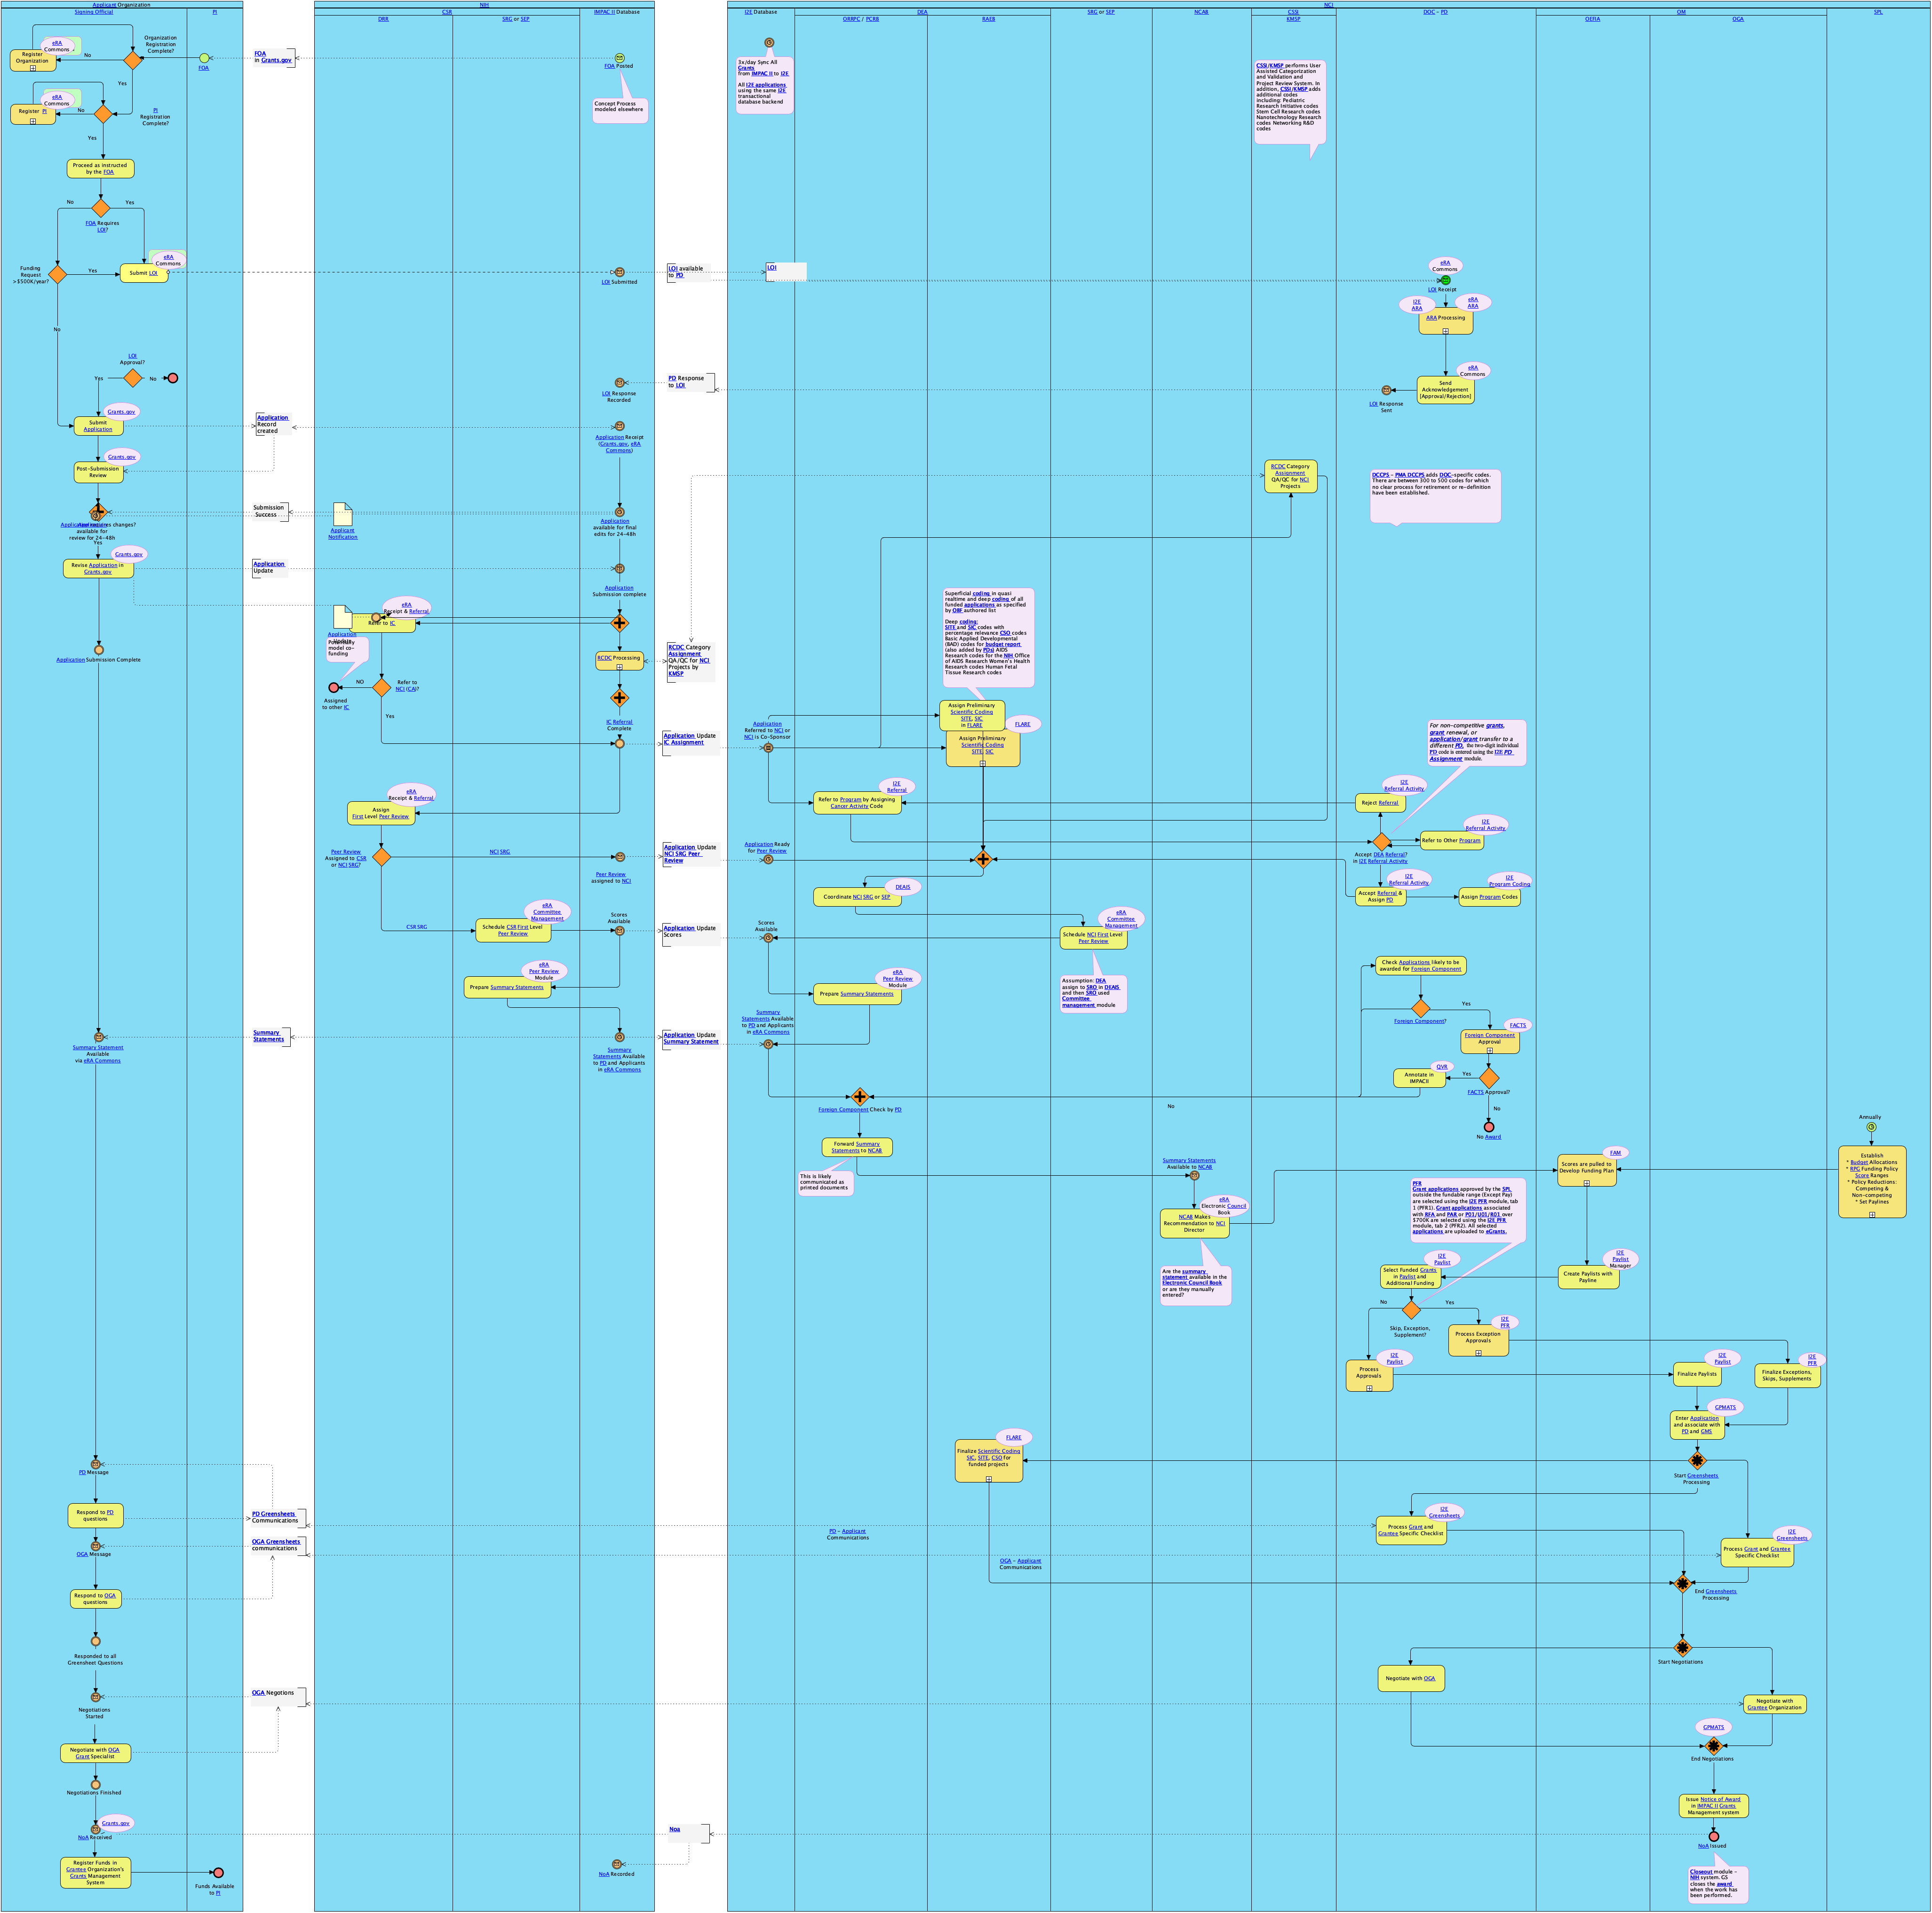 Applicant Organization
Signing Official
PI
NIH
CSR
DRR
SRG or SEP
IMPAC II Database
NCI
I2E Database
DEA
ORRPC / PCRB
RAEB
SRG or SEP
NCAB
CSSI
KMSP
DOC - PD
OM
OEFIA
OGA
SPL
Organization
Registration
Complete?
eRA
Commons
Register
Organization
No
Yes
FOA
FOA
in Grants.gov
FOA Posted
Concept Process
modeled elsewhere
3x/day Sync All
Grants
from IMPAC II to I2E
All I2E applications
using the same I2E
transactional
database backend
CSSI/KMSP performs User
Assisted Categorization
and Validation and
Project Review System. In
addition, CSSI/KMSP adds
additional codes
including: Pediatric
Research Initiative codes
Stem Cell Research codes
Nanotechnology Research
codes Networking R&D
codes
eRA
Commons
Register PI
No
PI
Registration
Complete?
Yes
Proceed as instructed
by the FOA
No
Yes
FOA Requires
LOI?
Funding
Request
>$500K/year?
Yes
eRA
Commons
Submit LOI
LOI Submitted
LOI available
to PD
LOI
eRA
Commons
LOI Receipt
I2E
ARA
eRA
ARA
ARA Processing
No
LOI
Approval?
Yes
No
LOI Response
Recorded
PD Response
to LOI
eRA
Commons
Send
Acknowledgement
[Approval/Rejection]
LOI Response
Sent
Grants.gov
Submit
Application
Application
Record
created
Application Receipt
(Grants.gov, eRA
Commons)
Grants.gov
Post-Submission
Review
RCDC Category
Assignment
QA/QC for NCI
Projects
DCCPS - PMA DCCPS adds DOC-specific codes.
There are between 300 to 500 codes for which
no clear process for retirement or re-definition
have been established.
Submission
Success
Applicant
Notification
Application
available for final
edits for 24-48h
available for
review for 24-48h
Yes
Grants.gov
Revise Application in
Grants.gov
Application
Update
Application
Submission complete
Superficial coding in quasi
realtime and deep coding of all
funded applications as specified
by OBF authored list
Deep coding:
SITE and SIC codes with
percentage relevance CSO codes
Basic Applied Developmental
(BAD) codes for budget report
(also added by PDs) AIDS
Research codes for the NIH Office
of AIDS Research Women's Health
Research codes Human Fetal
Tissue Research codes
eRA
Receipt & Referral
Refer to IC
Application
model co-
funding
Application Submission Complete
RCDC Processing
RCDC Category
Assignment
QA/QC for NCI
Projects by
KMSP
NO
Refer to
NCI (CA)?
Assigned
to other IC
Yes
IC Referral
Complete
Application Update
IC Assignment
Application
Referred to NCI or
NCI is Co-Sponsor
Assign Preliminary
Scientific Coding
SITE, SIC
in FLARE
FLARE
Assign Preliminary
Scientific Coding
SITE, SIC
For non-competitive grants,
grant renewal, or
application/grant transfer to a
different PD, the two-digit individual
PD code is entered using the I2E PD
Assignment module.
eRA
Receipt & Referral
Assign
First Level Peer Review
I2E
Referral
Refer to Program by Assigning
Cancer Activity Code
I2E
Referral Activity
Reject Referral
I2E
Referral Activity
Refer to Other Program
Accept DEA Referral?
in I2E Referral Activity
Peer Review
Assigned to CSR
or NCI SRG?
NCI SRG
Peer Review
assigned to NCI
Application Update
NCI SRG Peer
Review
Application Ready
for Peer Review
DEAIS
Coordinate NCI SRG or SEP
I2E
Referral Activity
Accept Referral &
Assign PD
I2E
Program Coding
Assign Program Codes
CSR SRG
eRA
Committee
Management
Schedule CSR First Level
Peer Review
Scores
Available
Application Update
Scores
Scores
Available
eRA
Committee
Management
Schedule NCI First Level
Peer Review
Check Applications likely to be
awarded for Foreign Component
eRA
Peer Review
Module
Prepare Summary Statements
eRA
Peer Review
Module
Prepare Summary Statements
Assumption: DEA
assign to SRO in DEAIS
and then SRO used
Committee
management module
Yes
Foreign Component?
FACTS
Foreign Component
Approval
Summary Statement
Available
via eRA Commons
Summary
Statements
Summary
Statements Available
to PD and Applicants
in eRA Commons
Application Update
Summary Statement
Summary
Statements Available
to PD and Applicants
in eRA Commons
QVR
Annotate in
IMPACII
Yes
FACTS Approval?
No
No
No Award
Foreign Component Check by PD
Forward Summary
Statements to NCAB
This is likely
communicated as
printed documents
Summary Statements
Available to NCAB
eRA
Electronic Council
Book
NCAB Makes
Recommendation to NCI
Director
Are the summary
statement available in the
Electronic Council Book
or are they manually
entered?
Annually
Establish
* Budget Allocations
* RPG Funding Policy
Score Ranges
* Policy Reductions:
Competing &
Non-competing
* Set Paylines
FAM
Scores are pulled to
Develop Funding Plan
PFR
Grant applications approved by the SPL
outside the fundable range (Except Pay)
are selected using the I2E PFR module, tab
1 (PFR1). Grant applications associated
with RFA and PAR or P01/U01/R01 over
$700K are selected using the I2E PFR
module, tab 2 (PFR2). All selected
applications are uploaded to eGrants.
I2E
Paylist
Select Funded Grants
in Paylist and
Additional Funding
I2E
Paylist
Manager
Create Paylists with
Payline
No
Yes
Skip, Exception,
Supplement?
I2E
PFR
Process Exception
Approvals
I2E
Paylist
Process
Approvals
I2E
Paylist
Finalize Paylists
I2E
PFR
Finalize Exceptions,
Skips, Supplements
GPMATS
Enter Application
and associate with
PD and GMS
FLARE
Finalize Scientific Coding
SIC, SITE, CSO for
funded projects
Start Greensheets
Processing
PD Message
Respond to PD
questions
PD Greensheets
Communications
PD - Applicant
Communications
I2E
Greensheets
Process Grant and
Grantee Specific Checklist
I2E
Greensheets
Process Grant and Grantee
Specific Checklist
OGA Message
OGA Greensheets
communications
OGA - Applicant
Communications
Respond to OGA
questions
End Greensheets
Processing
Responded to all
Greensheet Questions
Start Negotiations
Negotiate with OGA
OGA Negotions
Negotiations
Started
Negotiate with
Grantee Organization
Negotiate with OGA
Grant Specialist
GPMATS
End Negotiations
Negotiations Finished
Issue Notice of Award
in IMPAC II Grants
Management system
Grants.gov
NoA Received
Noa
NoA Issued
Register Funds in
Grantee Organization's
Grants Management
System
Funds Available
to PI
NoA Recorded
Closeout module -
NIH system. GS
closes the award
when the work has
been performed.